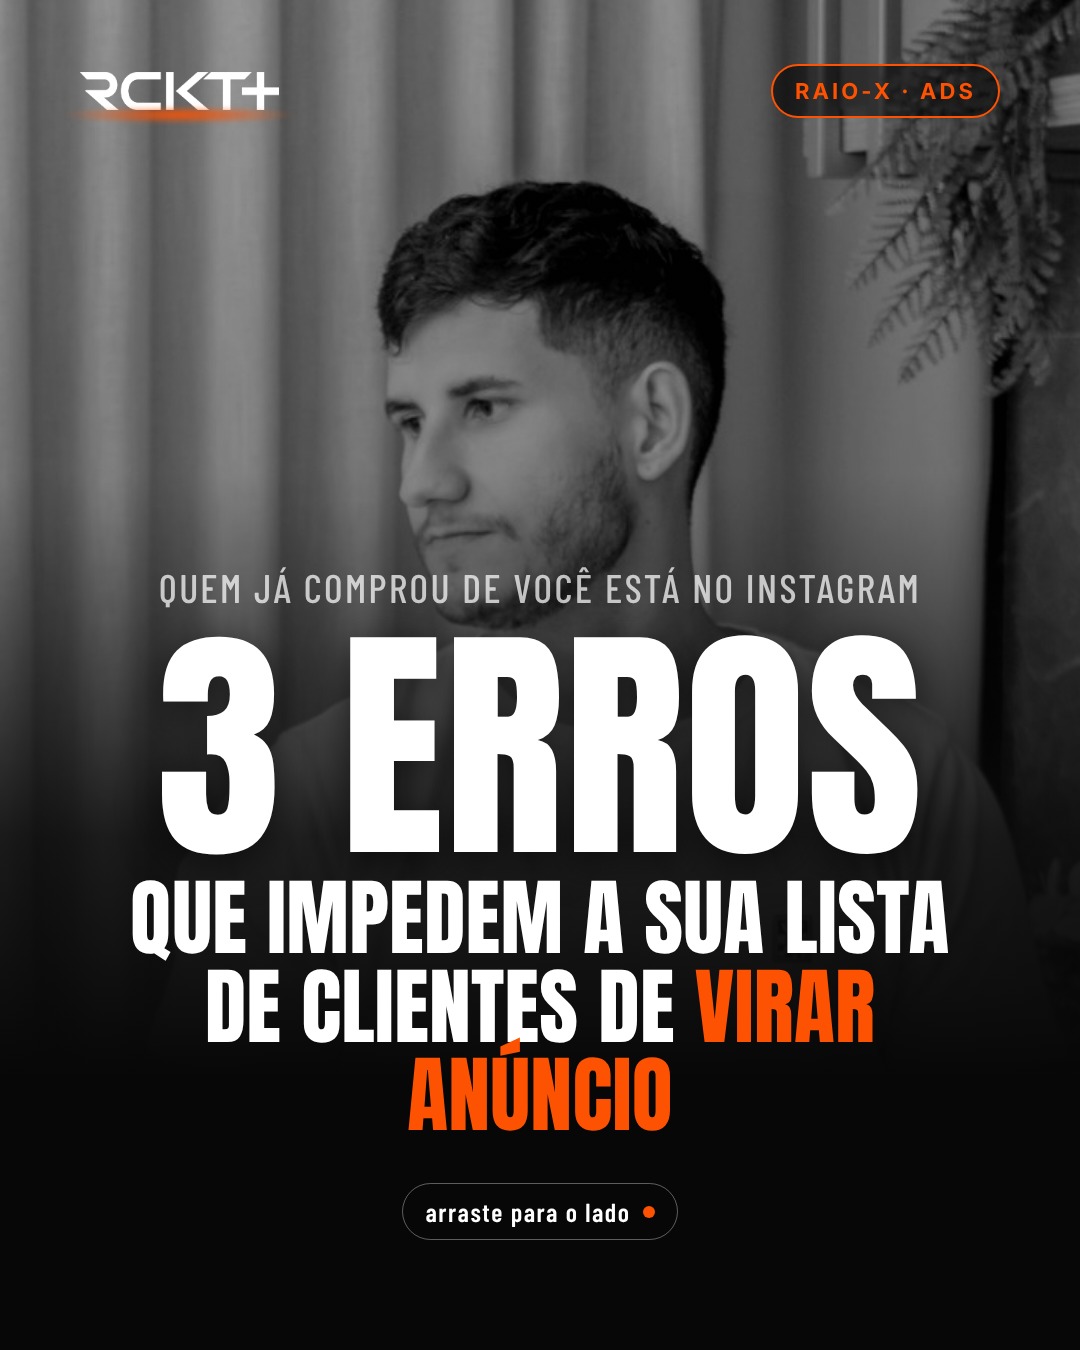 RCKT+
RAIO-X · ADS
QUEM JÁ COMPROU DE VOCÊ ESTÁ NO INSTAGRAM
3 ERROS
QUE IMPEDEM A SUA LISTA
DE CLIENTES DE VIRAR
ANÚNCIO
arraste para o lado